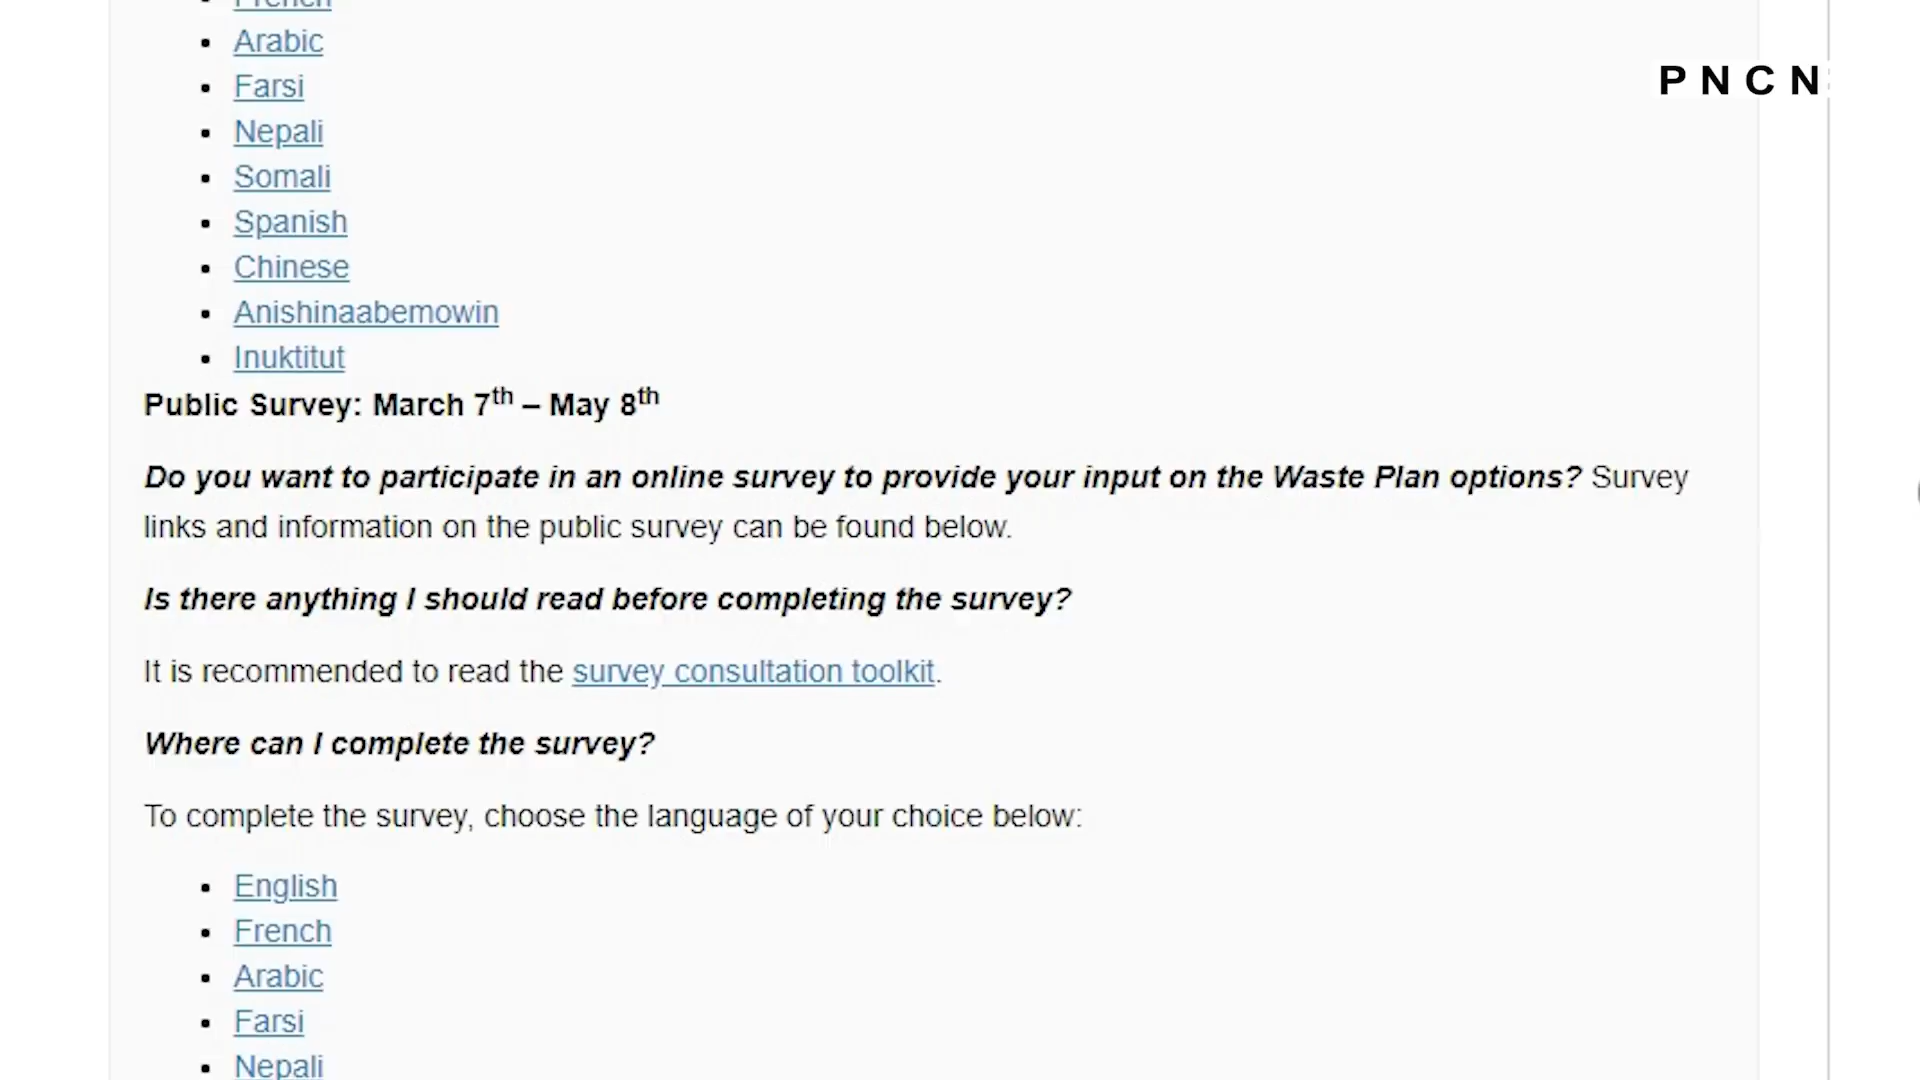 French
Arabic
Farsi
PNCN
Nepali
Somali
Spanish
Chinese
Anishinaabemowin
Inuktitut
Public Survey: March 7th – May 8th
Do you want to participate in an online survey to provide your input on the Waste Plan options? Survey
links and information on the public survey can be found below.
Is there anything I should read before completing the survey?
It is recommended to read the survey consultation toolkit.
Where can I complete the survey?
To complete the survey, choose the language of your choice below:
English
French
Arabic
Farsi
Nepali